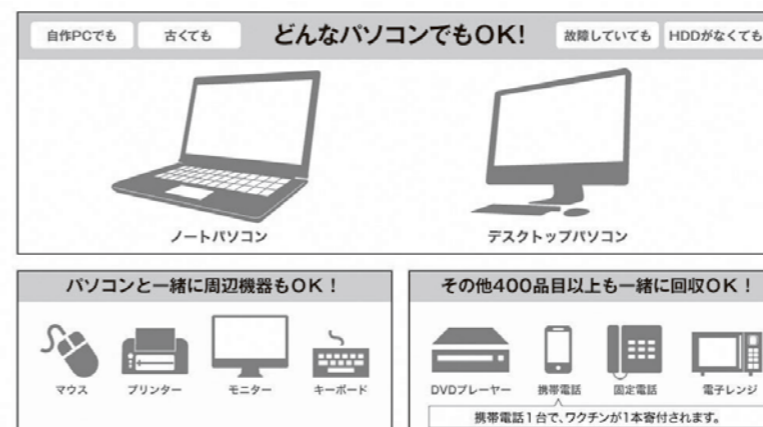 自作PCでも 古くても どんなパソコンでもOK! 故障していても HDDがなくても
ノートパソコン デスクトップパソコン
パソコンと一緒に周辺機器もOK！
マウス プリンター モニター キーボード
その他400品目以上も一緒に回収OK！
DVDプレーヤー 携帯電話 固定電話 電子レンジ
携帯電話1台で、ワクチンが1本寄付されます。